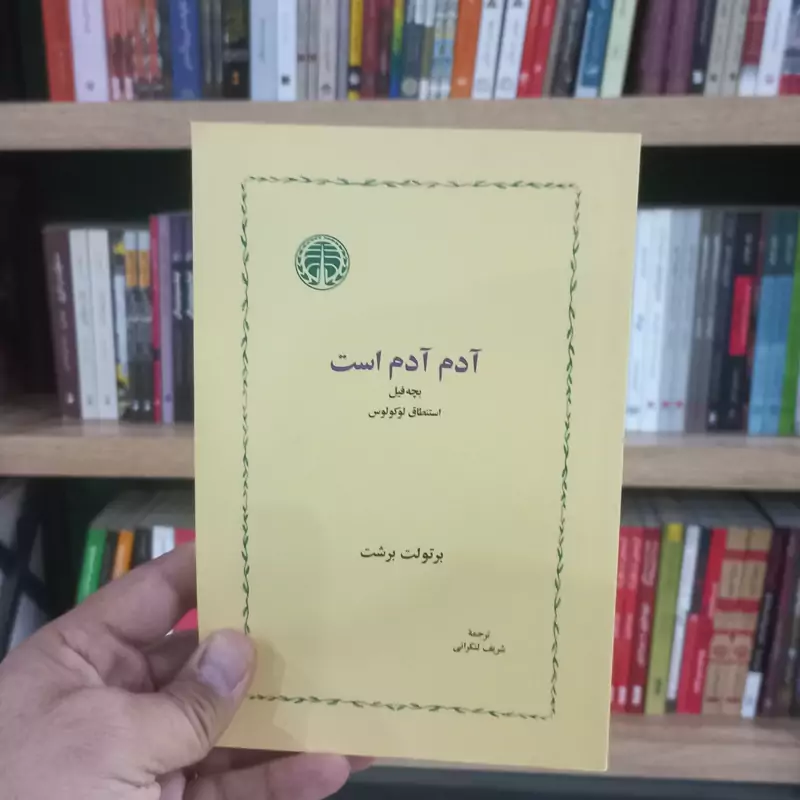 آدم آدم است
بچه فیل
استنطاق لوکولوس
برتولت برشت
ترجمهٔ
شریف لنکرانی